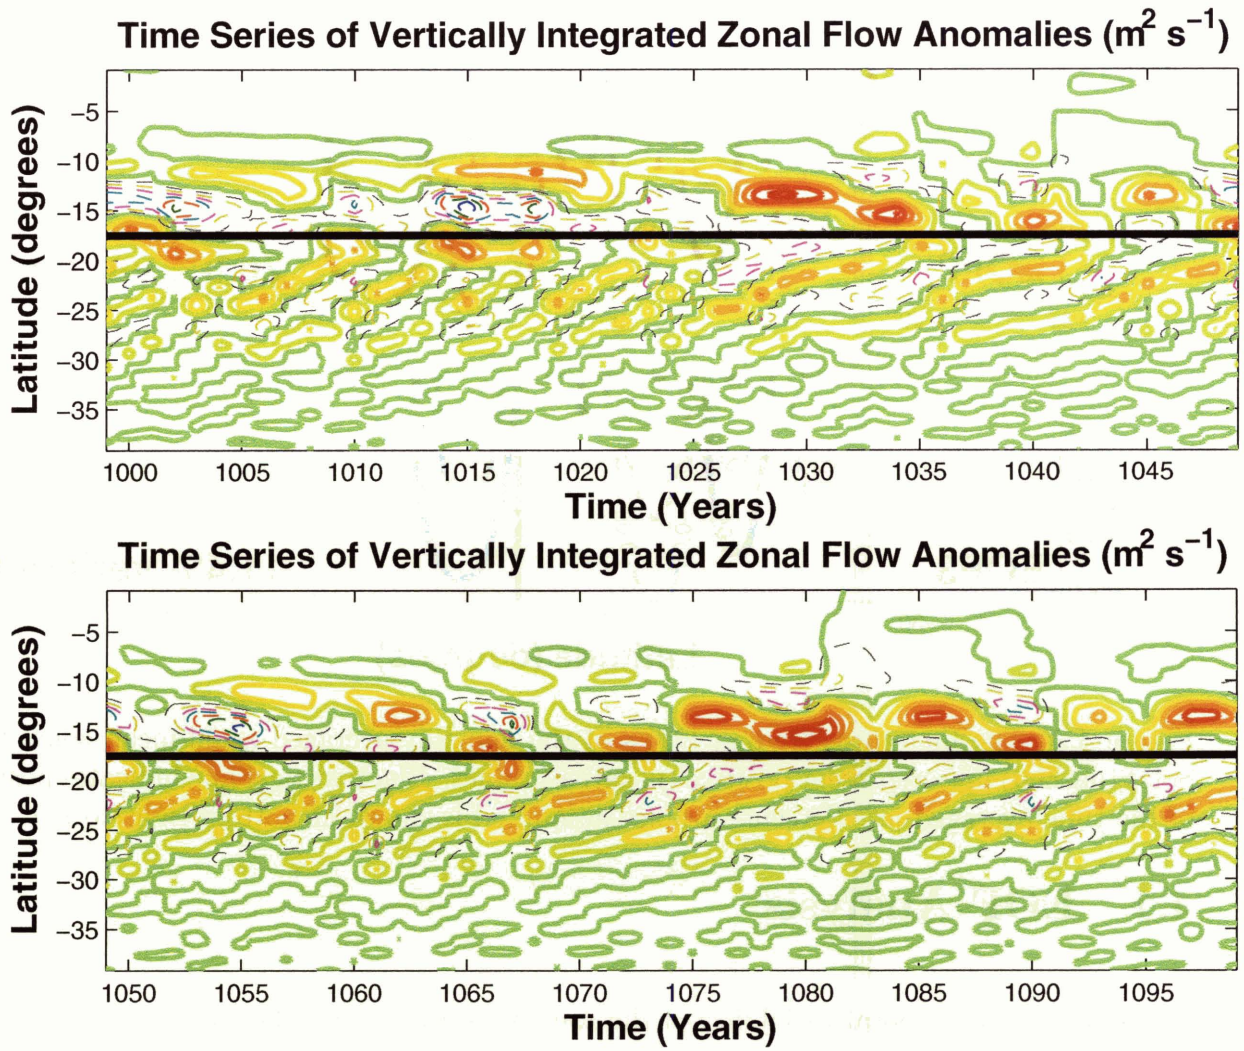 Time Series of Vertically Integrated Zonal Flow Anomalies (m² s⁻¹)
Latitude (degrees)
−5
−10
−15
−20
−25
−30
−35
1000 1005 1010 1015 1020 1025 1030 1035 1040 1045
Time (Years)
Time Series of Vertically Integrated Zonal Flow Anomalies (m² s⁻¹)
Latitude (degrees)
−5
−10
−15
−20
−25
−30
−35
1050 1055 1060 1065 1070 1075 1080 1085 1090 1095
Time (Years)